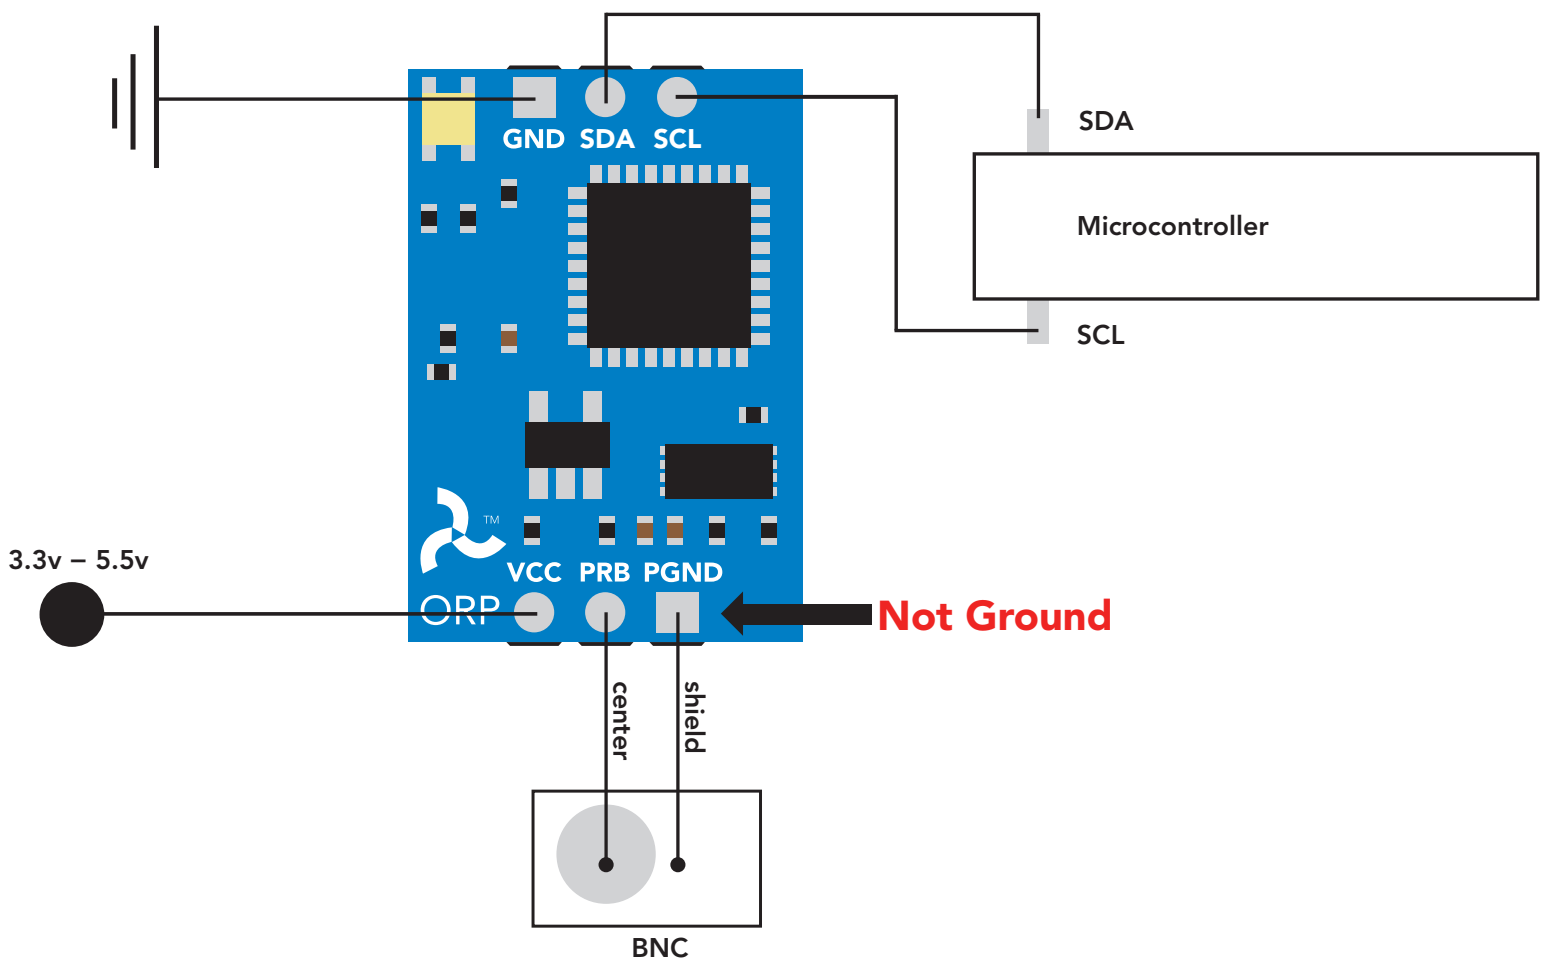 GND SDA SCL
SDA
Microcontroller
SCL
TM
3.3v – 5.5v
VCC PRB PGND
ORP
Not Ground
center
shield
BNC